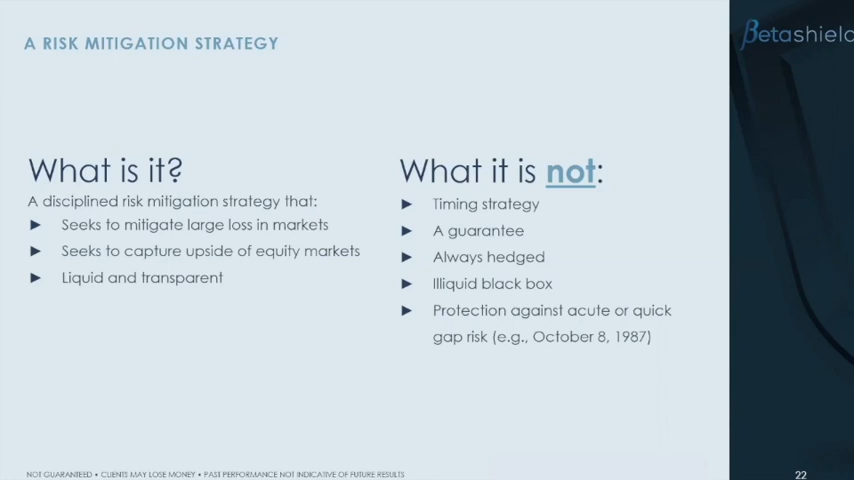 A RISK MITIGATION STRATEGY
βetashield
What is it?
A disciplined risk mitigation strategy that:
► Seeks to mitigate large loss in markets
► Seeks to capture upside of equity markets
► Liquid and transparent
What it is not:
► Timing strategy
► A guarantee
► Always hedged
► Illiquid black box
► Protection against acute or quick
gap risk (e.g., October 8, 1987)
NOT GUARANTEED • CLIENTS MAY LOSE MONEY • PAST PERFORMANCE NOT INDICATIVE OF FUTURE RESULTS
22